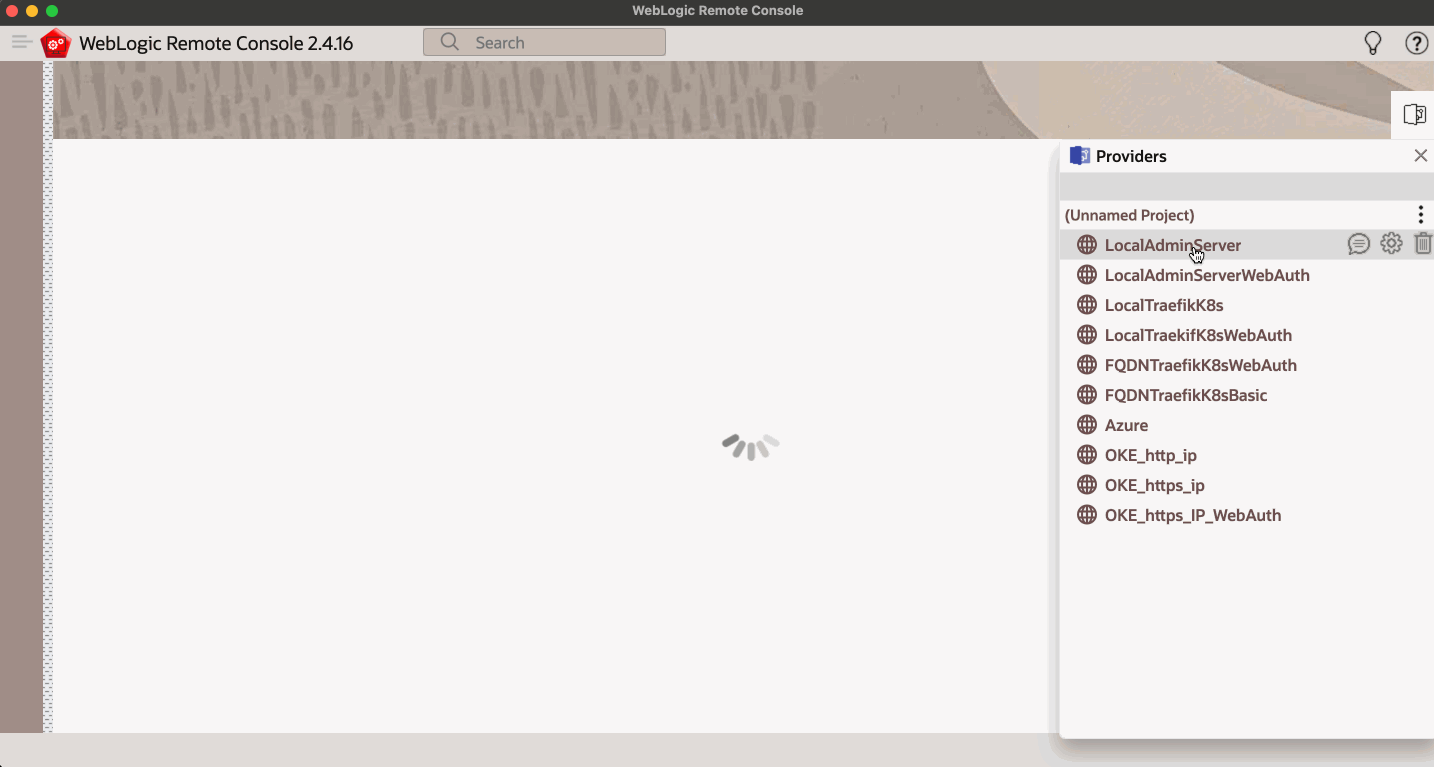 WebLogic Remote Console
WebLogic Remote Console 2.4.16
Search
Providers
(Unnamed Project)
LocalAdminServer
LocalAdminServerWebAuth
LocalTraefikK8s
LocalTraekifK8sWebAuth
FQDNTraefikK8sWebAuth
FQDNTraefikK8sBasic
Azure
OKE_http_ip
OKE_https_ip
OKE_https_IP_WebAuth